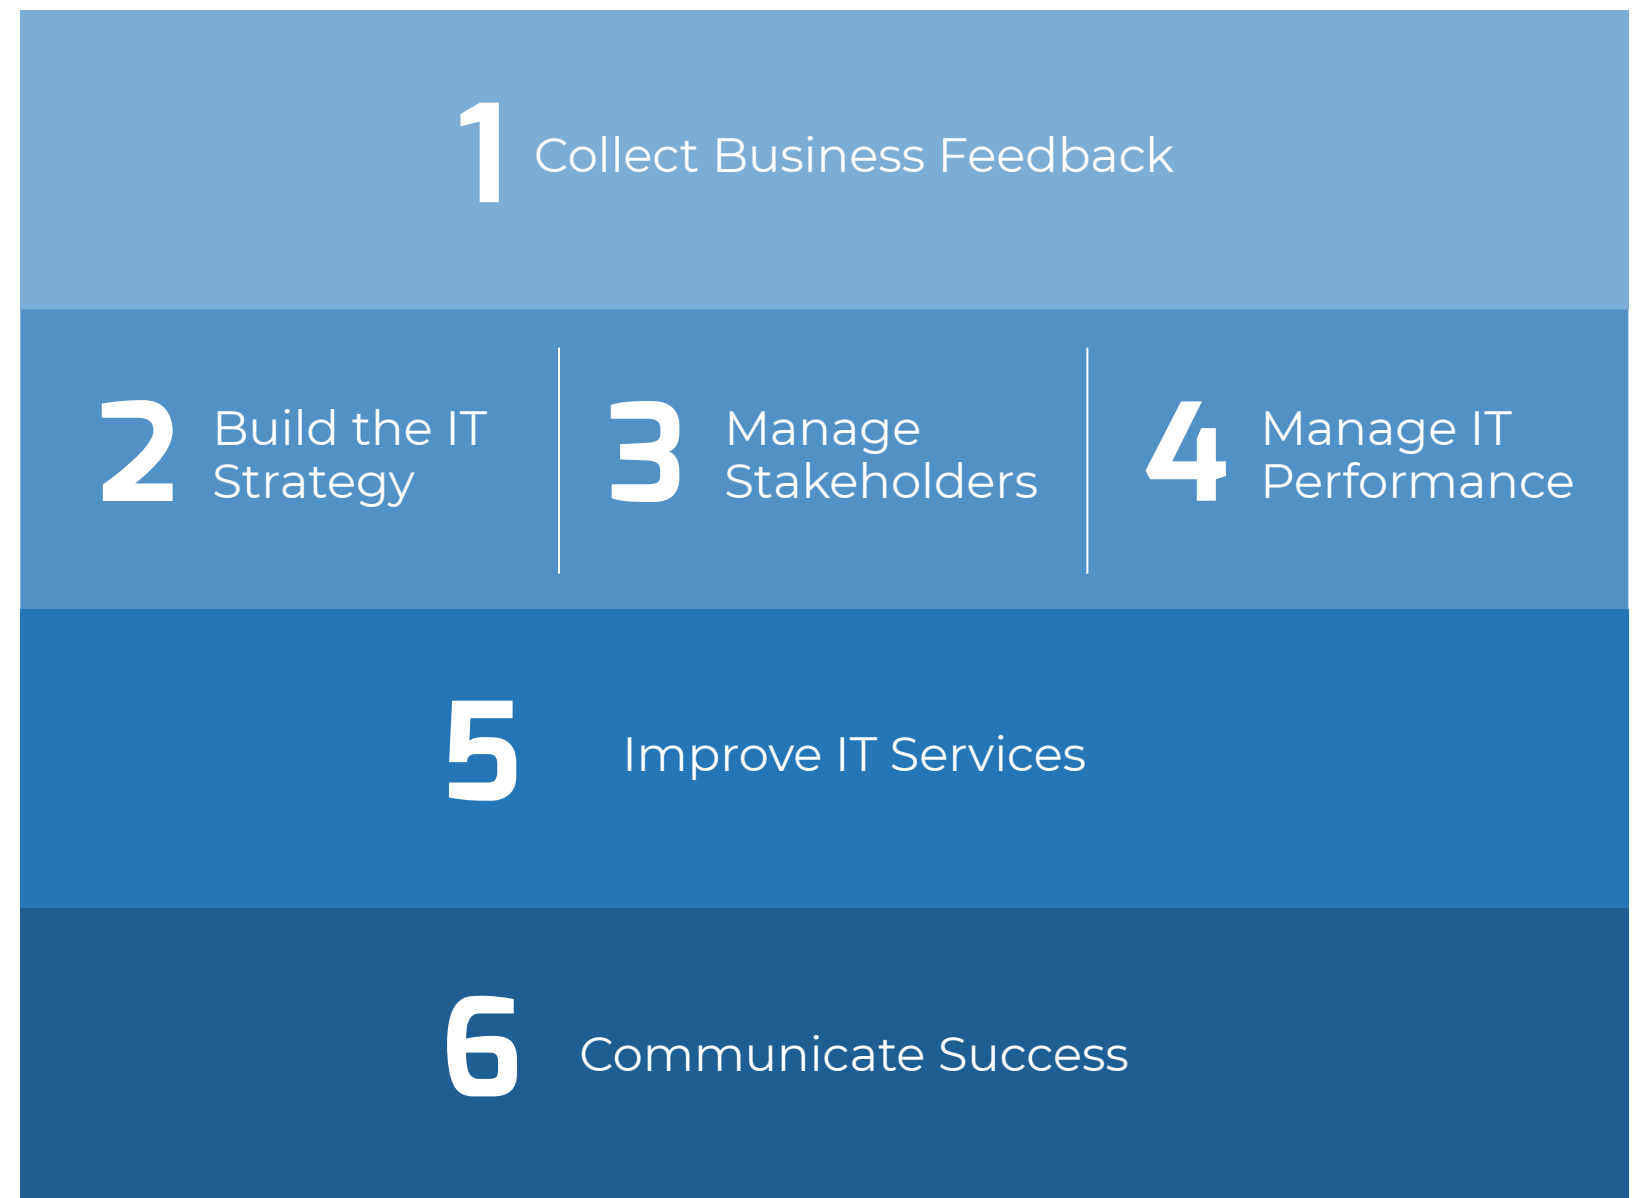 1 Collect Business Feedback
2 Build the IT
Strategy
3 Manage
Stakeholders
4 Manage IT
Performance
5 Improve IT Services
6 Communicate Success